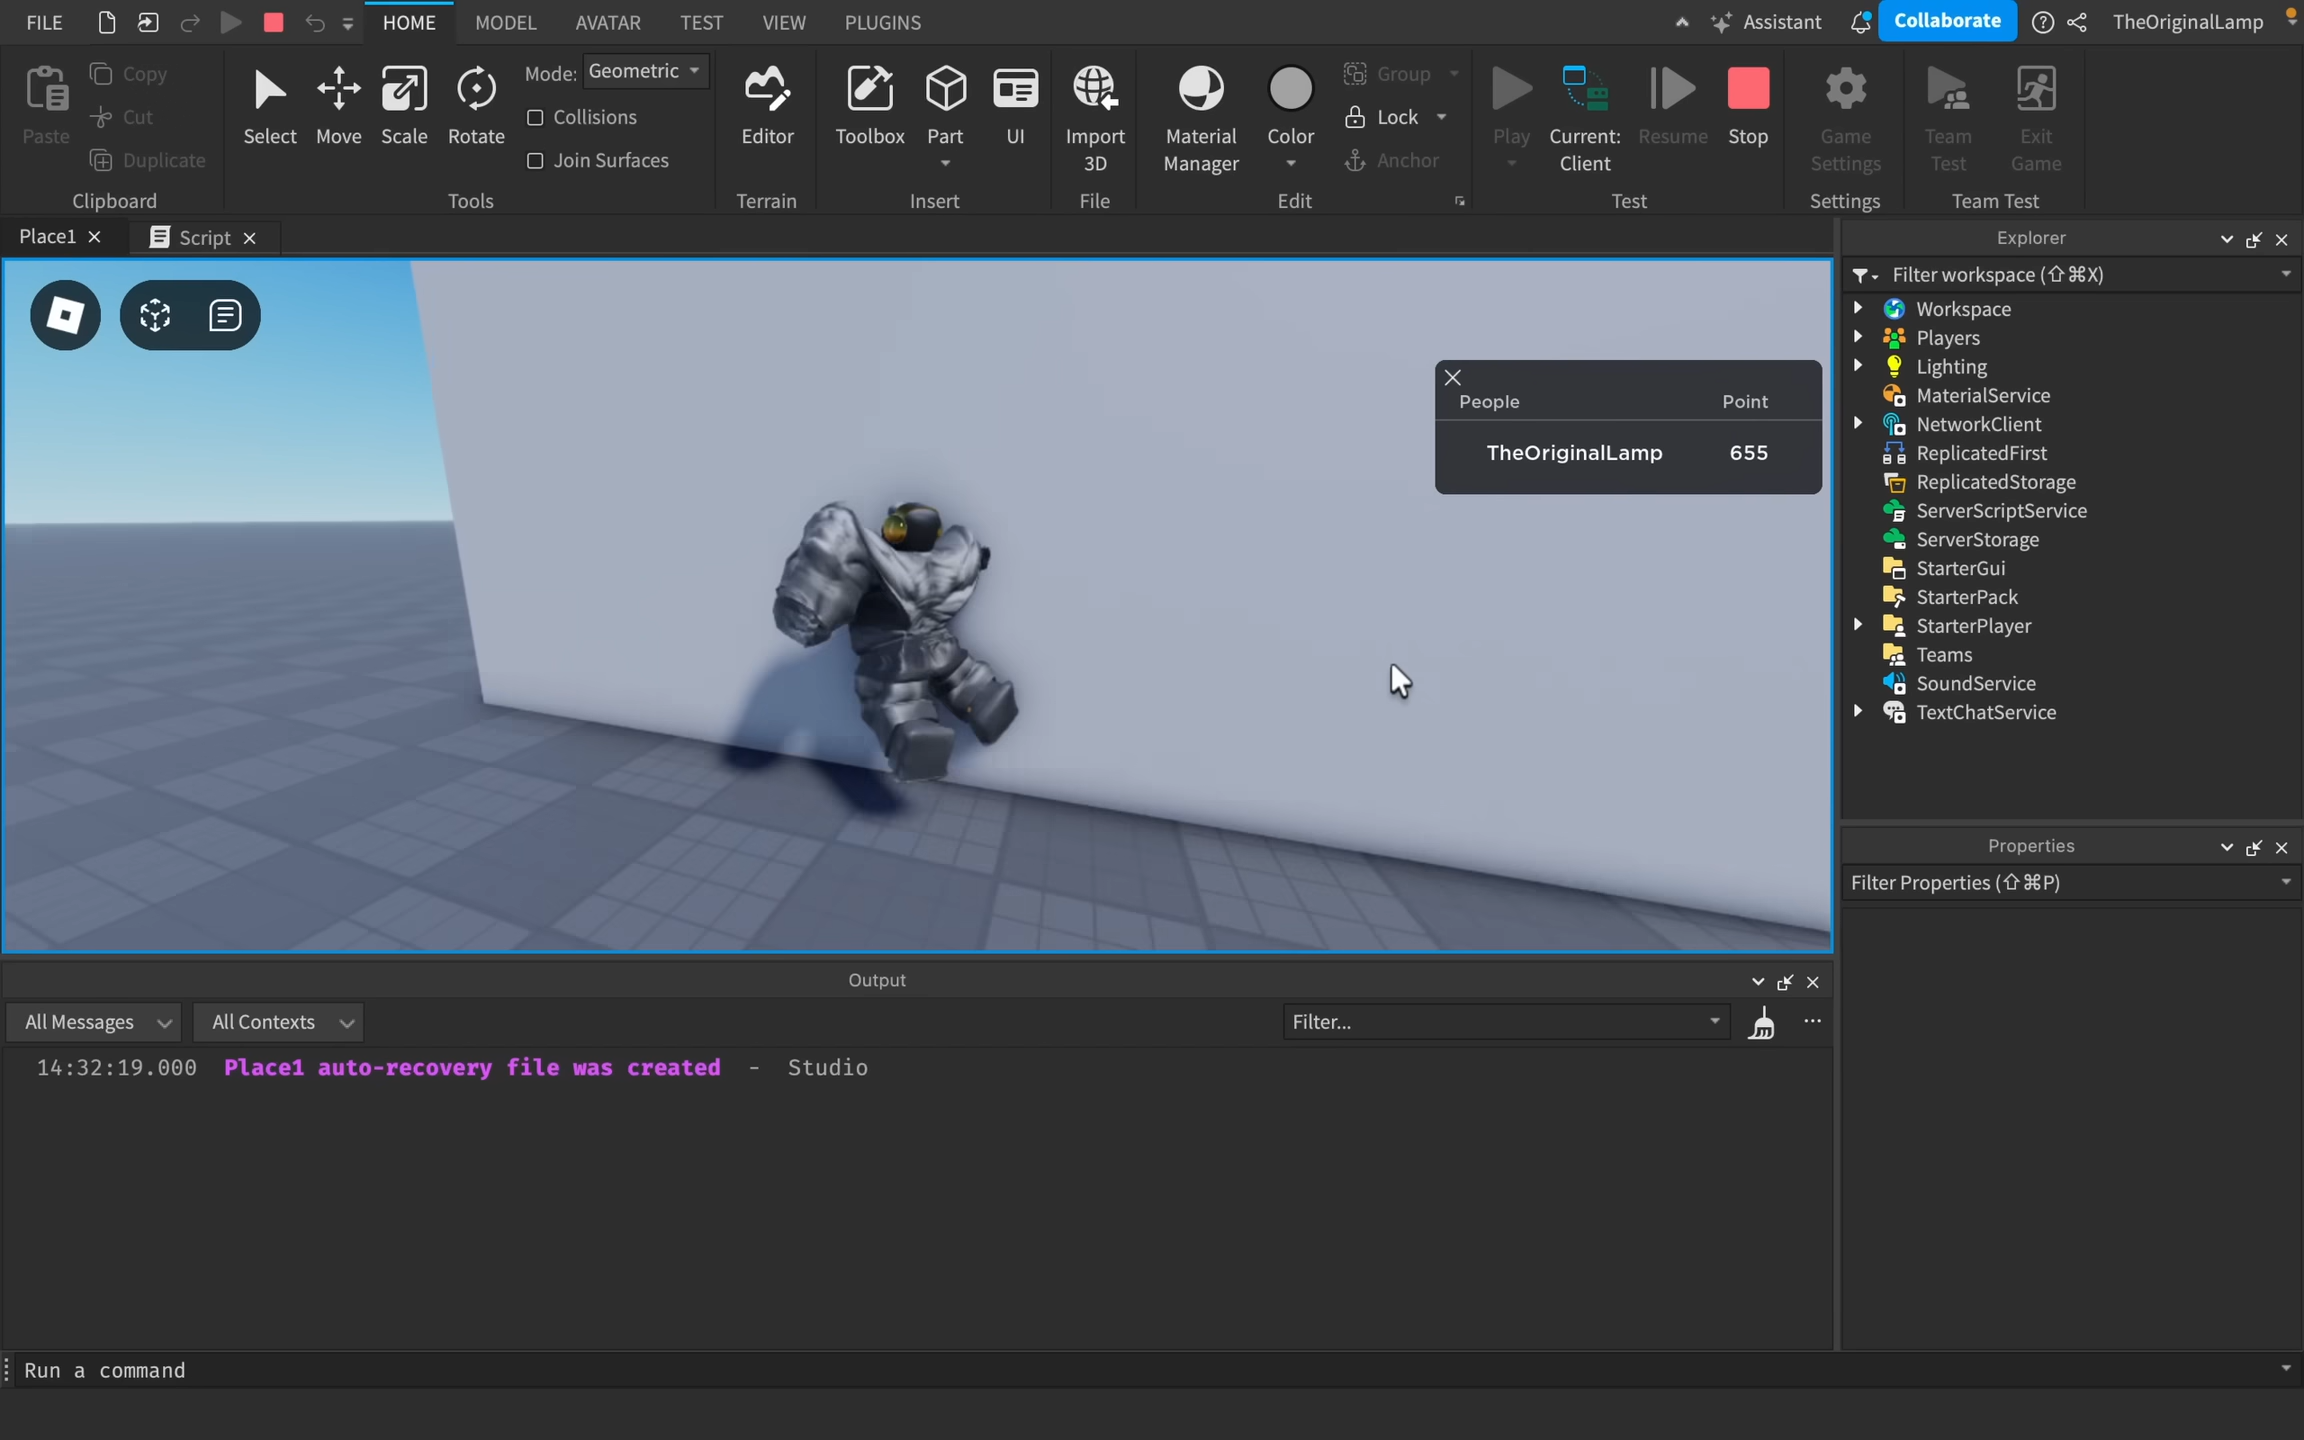 FILE HOME MODEL AVATAR TEST VIEW PLUGINS Assistant Collaborate TheOriginalLamp
Paste
Copy
Cut
Duplicate
Clipboard
Select Move Scale Rotate
Mode: Geometric
Collisions
Join Surfaces
Tools
Editor
Terrain
Toolbox Part UI
Insert
Import
3D
File
Material
Manager
Color
Group
Lock
Anchor
Edit
Play
Current:
Client
Resume Stop
Test
Game
Settings
Settings
Team
Test
Exit
Game
Team Test
Place1 Script
People Point
TheOriginalLamp 655
Explorer
Filter workspace (⇧⌘X)
Workspace
Players
Lighting
MaterialService
NetworkClient
ReplicatedFirst
ReplicatedStorage
ServerScriptService
ServerStorage
StarterGui
StarterPack
StarterPlayer
Teams
SoundService
TextChatService
Properties
Filter Properties (⇧⌘P)
Output
All Messages All Contexts Filter... ...
14:32:19.000 Place1 auto-recovery file was created - Studio
Run a command